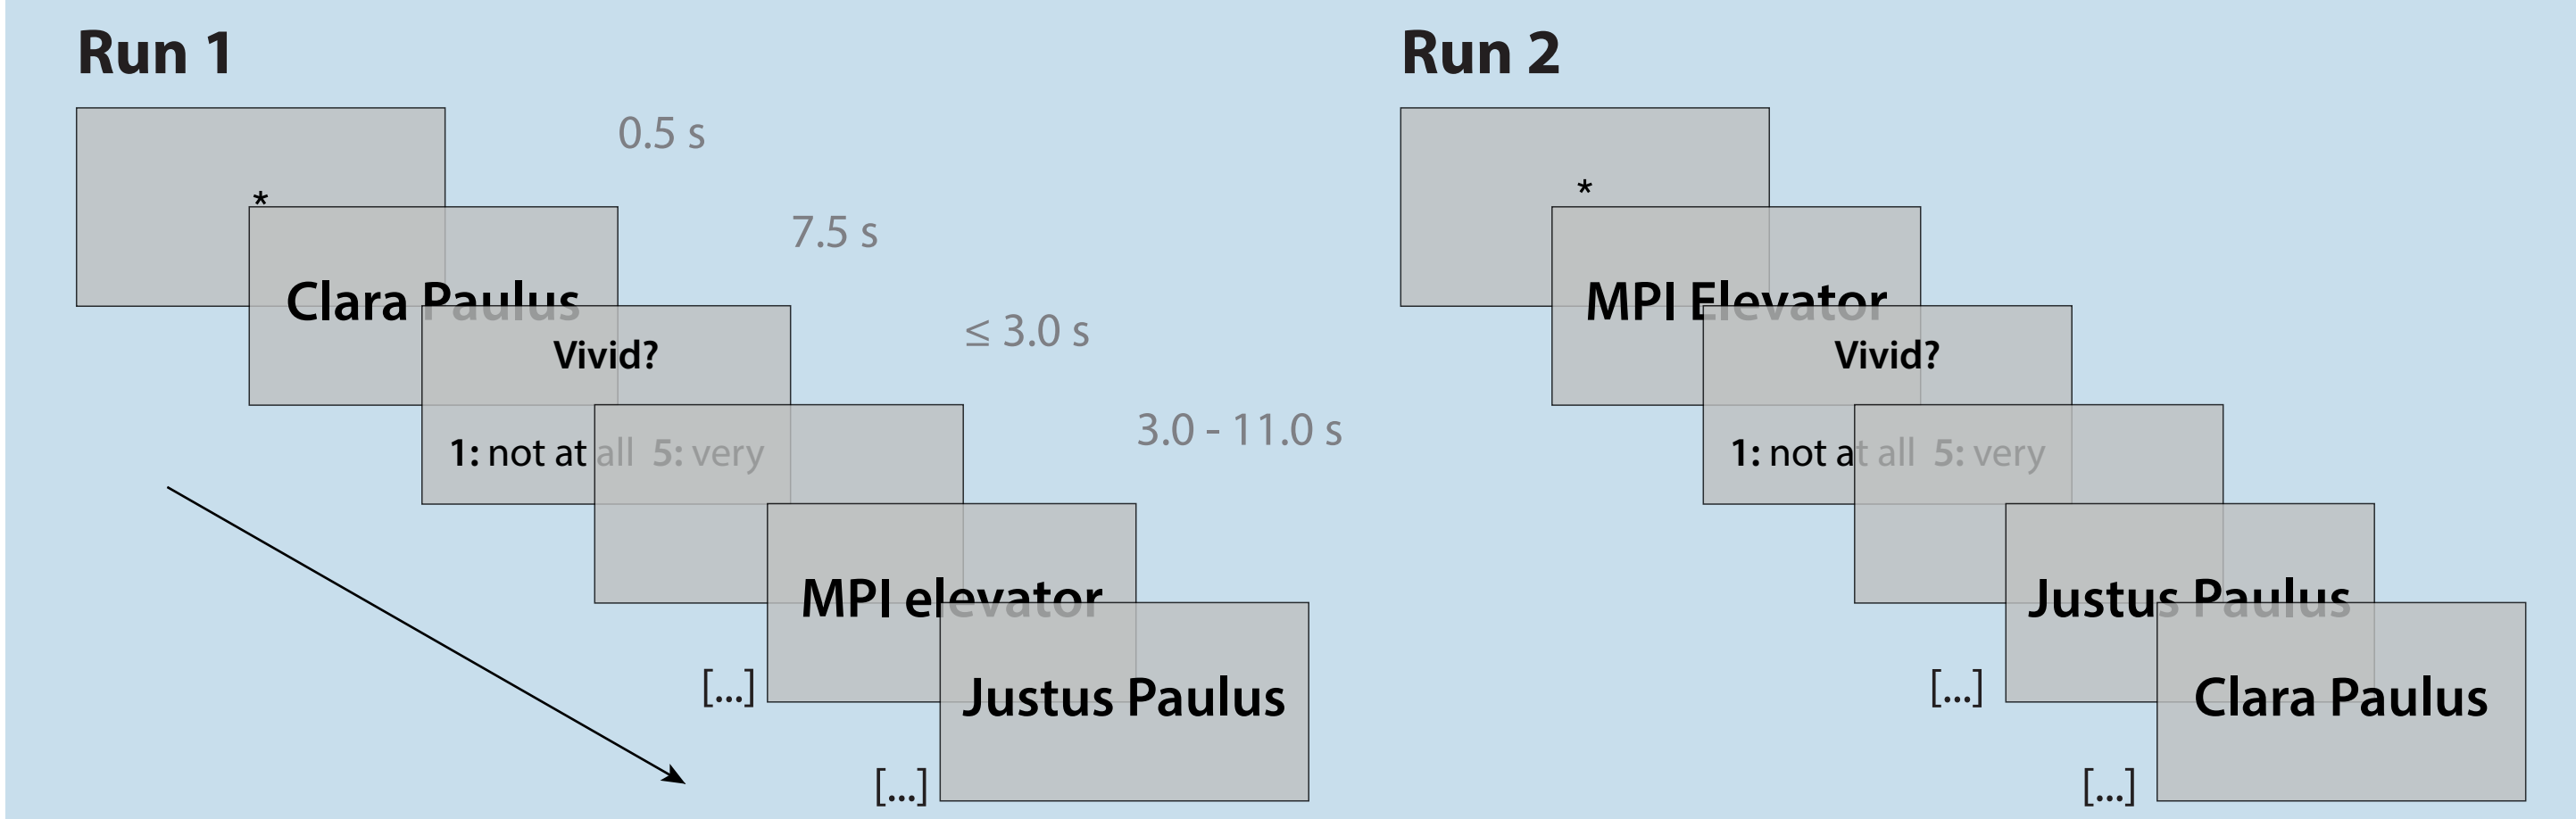 Run 1
*
0.5 s
Clara Paulus
7.5 s
Vivid?
1: not at all 5: very
≤ 3.0 s
3.0 - 11.0 s
MPI elevator
[...]
Justus Paulus
[...]
Run 2
*
MPI Elevator
Vivid?
1: not at all 5: very
Justus Paulus
[...]
Clara Paulus
[...]